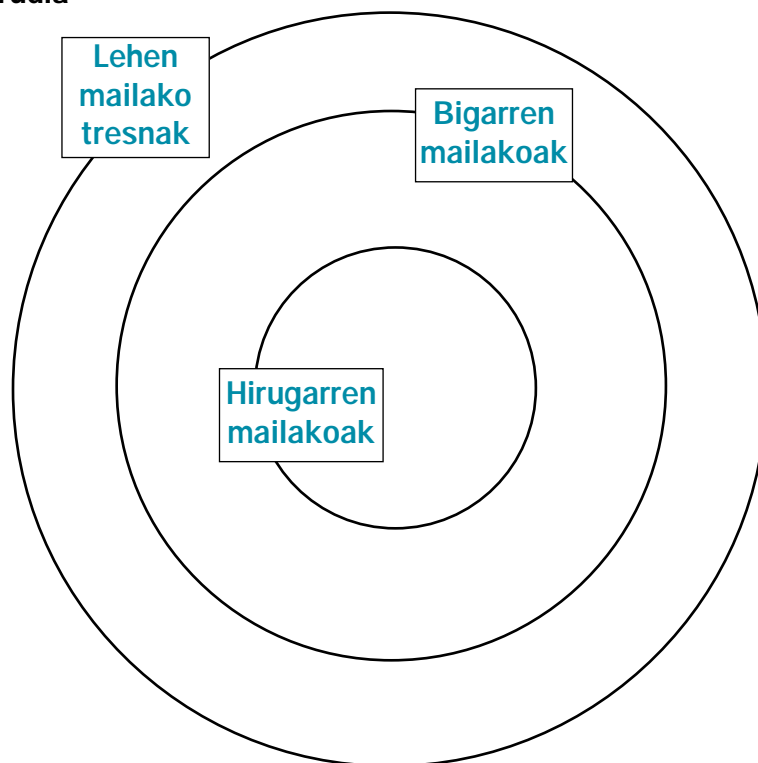 Lehen
mailako
tresnak
Bigarren
mailakoak
Hirugarren
mailakoak